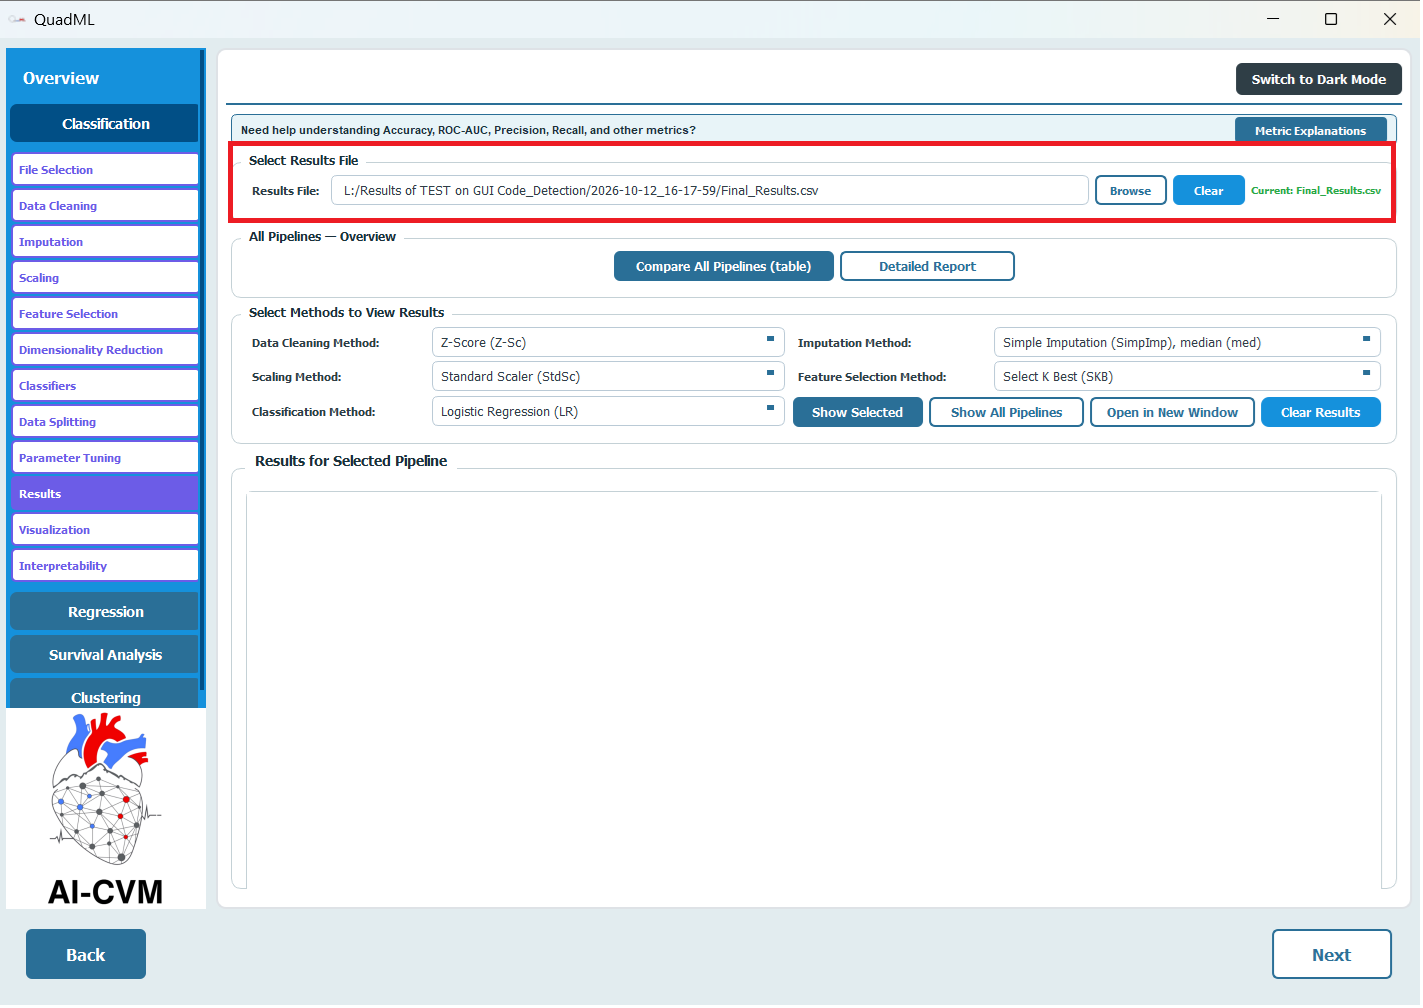 QuadML
Overview
Classification
File Selection
Data Cleaning
Imputation
Scaling
Feature Selection
Dimensionality Reduction
Classifiers
Data Splitting
Parameter Tuning
Results
Visualization
Interpretability
Regression
Survival Analysis
Clustering
AI-CVM
Switch to Dark Mode
Need help understanding Accuracy, ROC-AUC, Precision, Recall, and other metrics? Metric Explanations
Select Results File
Results File: L:/Results of TEST on GUI Code_Detection/2026-10-12_16-17-59/Final_Results.csv Browse Clear Current: Final_Results.csv
All Pipelines — Overview
Compare All Pipelines (table) Detailed Report
Select Methods to View Results
Data Cleaning Method: Z-Score (Z-Sc) Imputation Method: Simple Imputation (SimpImp), median (med)
Scaling Method: Standard Scaler (StdSc) Feature Selection Method: Select K Best (SKB)
Classification Method: Logistic Regression (LR) Show Selected Show All Pipelines Open in New Window Clear Results
Results for Selected Pipeline
Back Next